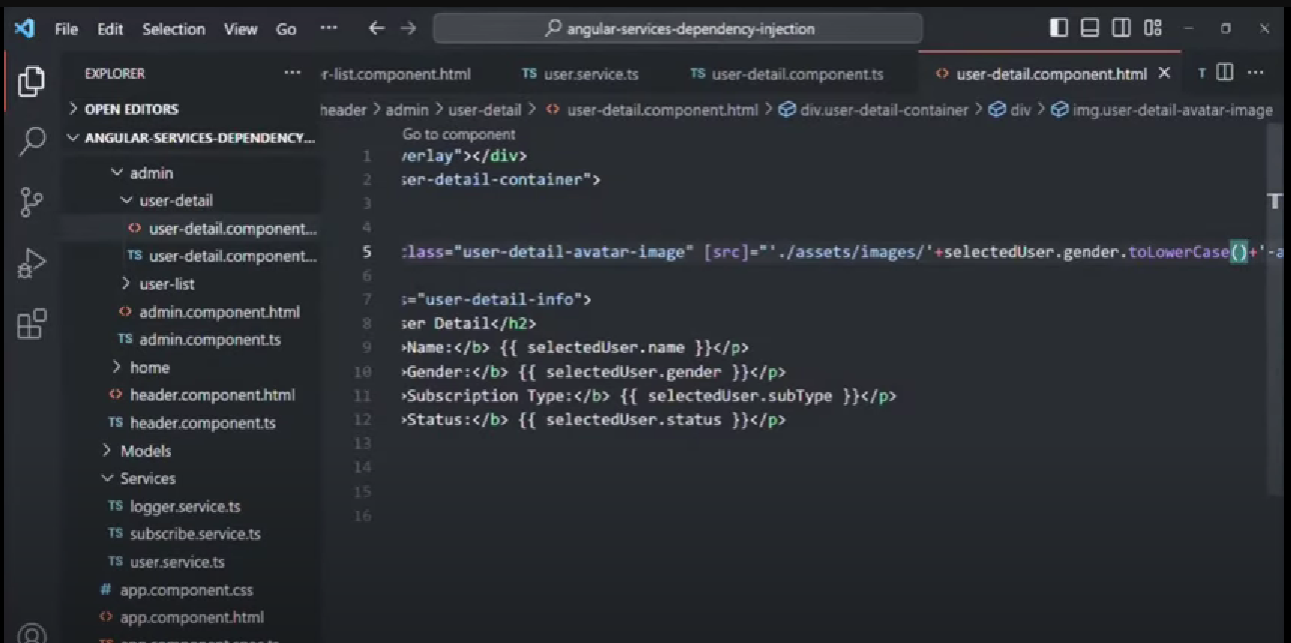 File Edit Selection View Go ··· angular-services-dependency-injection
EXPLORER ···
r-list.component.html TS user.service.ts TS user-detail.component.ts <> user-detail.component.html × T ···
> OPEN EDITORS
header > admin > user-detail > <> user-detail.component.html > div.user-detail-container > div > img.user-detail-avatar-image
ANGULAR-SERVICES-DEPENDENCY...
admin
user-detail
<> user-detail.component...
TS user-detail.component...
> user-list
<> admin.component.html
TS admin.component.ts
> home
<> header.component.html
TS header.component.ts
> Models
Services
TS logger.service.ts
TS subscribe.service.ts
TS user.service.ts
# app.component.css
<> app.component.html
Go to component
1 verlay"></div>
2 ser-detail-container">
3
4
5 class="user-detail-avatar-image" [src]="'./assets/images/'+selectedUser.gender.toLowerCase()+'-a
6
7 s="user-detail-info">
8 ser Detail</h2>
9 >Name:</b> {{ selectedUser.name }}</p>
10 >Gender:</b> {{ selectedUser.gender }}</p>
11 >Subscription Type:</b> {{ selectedUser.subType }}</p>
12 >Status:</b> {{ selectedUser.status }}</p>
13
14
15
16
T